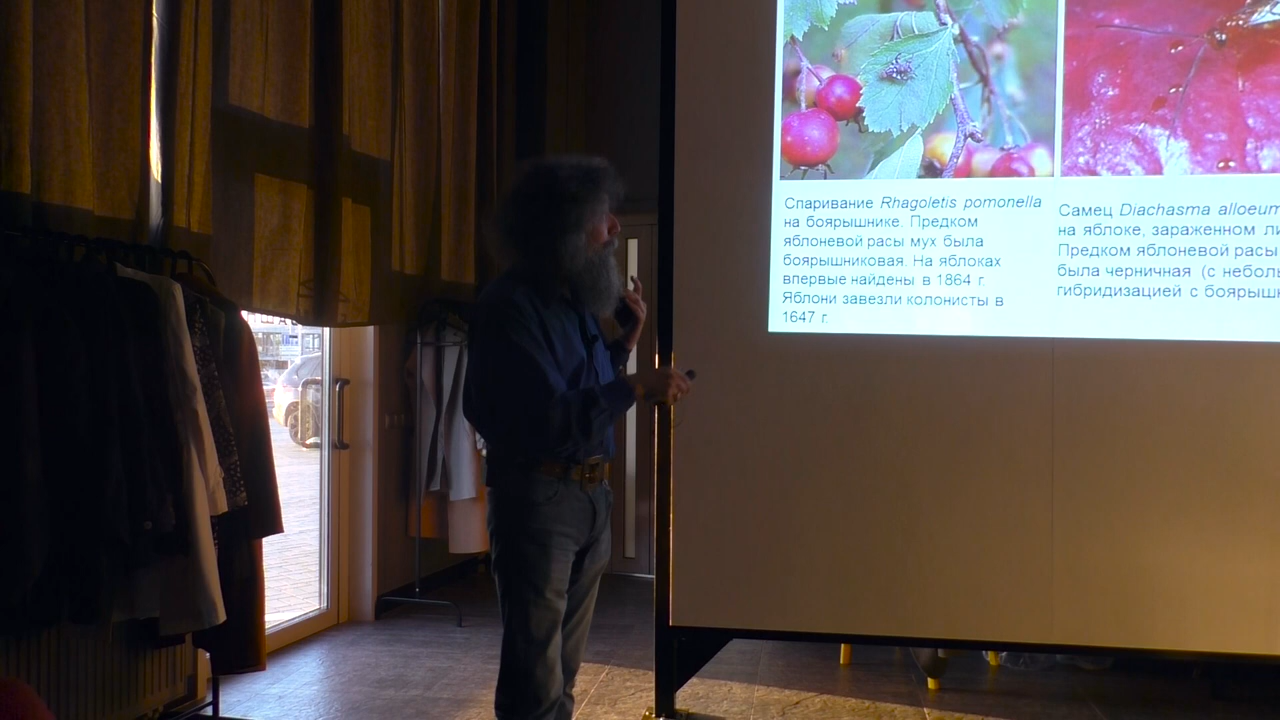 Спаривание Rhagoletis pomonella
на боярышнике. Предком
яблоневой расы мух была
боярышниковая. На яблоках
впервые найдены в 1864 г.
Яблони завезли колонисты в
1647 г.
Самец Diachasma alloeum
на яблоке, зараженном
Предком яблоневой расы
была черничная (с
гибридизацией с